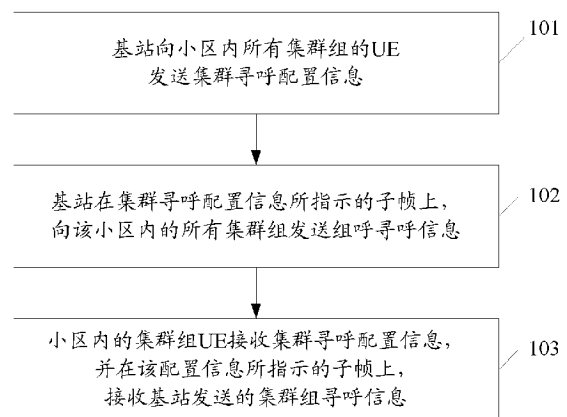 基站向小区内所有集群组的UE
发送集群寻呼配置信息
101
基站在集群寻呼配置信息所指示的子帧上,
向该小区内的所有集群组发送组呼寻呼信息
102
小区内的集群组UE接收集群寻呼配置信息,
并在该配置信息所指示的子帧上,
接收基站发送的集群组寻呼信息
103